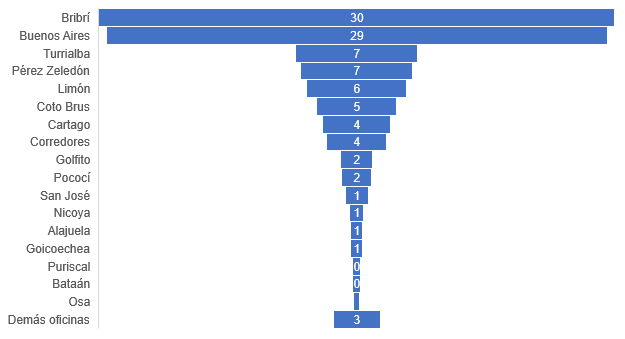 Bribrí 30
Buenos Aires 29
Turrialba 7
Pérez Zeledón 7
Limón 6
Coto Brus 5
Cartago 4
Corredores 4
Golfito 2
Pococí 2
San José 1
Nicoya 1
Alajuela 1
Goicoechea 1
Puriscal 0
Bataán 0
Osa
Demás oficinas 3